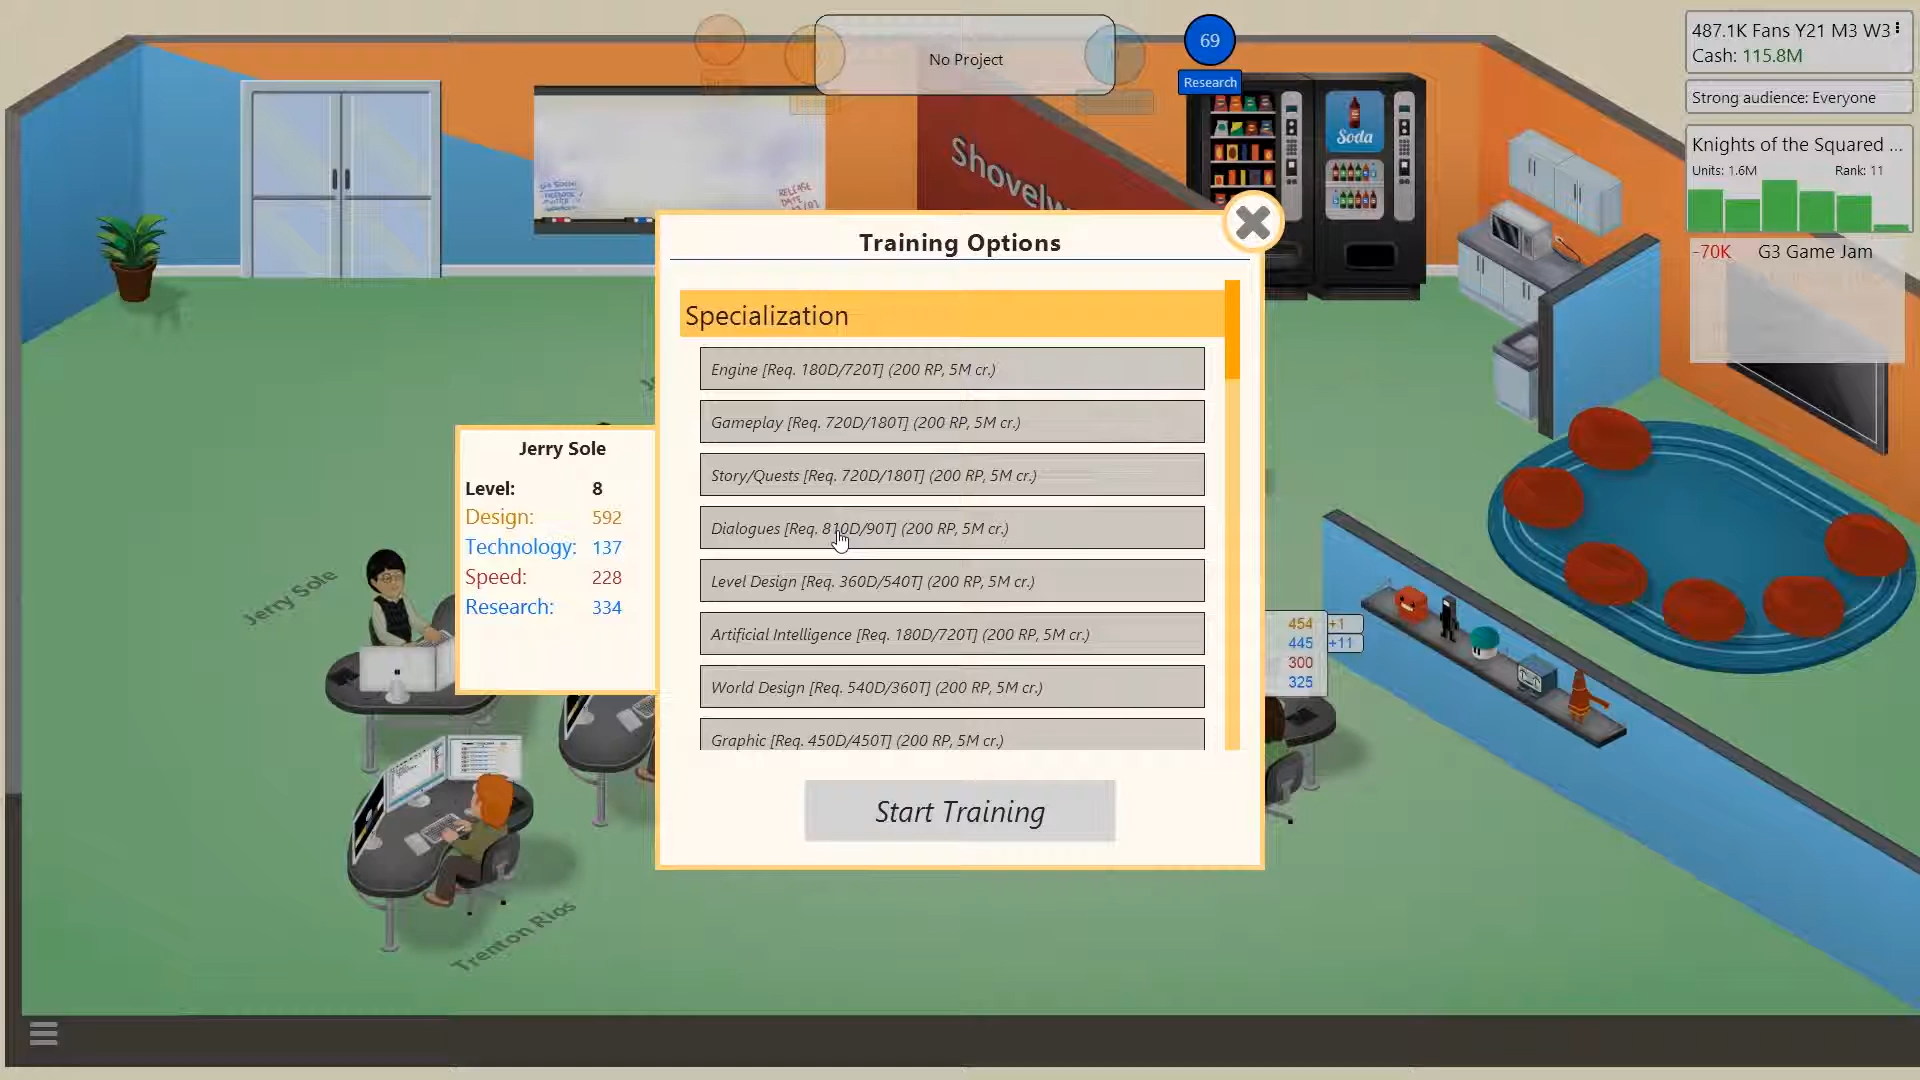 No Project
69
Research
487.1K Fans Y21 M3 W3
Cash: 115.8M
Strong audience: Everyone
Knights of the Squared ...
Units: 1.6M
Rank: 11
-70K G3 Game Jam
Soda
RELEASE
DATE
Training Options
Specialization
Engine [Req. 180D/720T] (200 RP, 5M cr.)
Gameplay [Req. 720D/180T] (200 RP, 5M cr.)
Story/Quests [Req. 720D/180T] (200 RP, 5M cr.)
Dialogues [Req. 810D/90T] (200 RP, 5M cr.)
Level Design [Req. 360D/540T] (200 RP, 5M cr.)
Artificial Intelligence [Req. 180D/720T] (200 RP, 5M cr.)
World Design [Req. 540D/360T] (200 RP, 5M cr.)
Graphic [Req. 450D/450T] (200 RP, 5M cr.)
Start Training
Jerry Sole
Level: 8
Design: 592
Technology: 137
Speed: 228
Research: 334
Jerry Sole
454 +1
445 +11
300
325
Trenton Rios